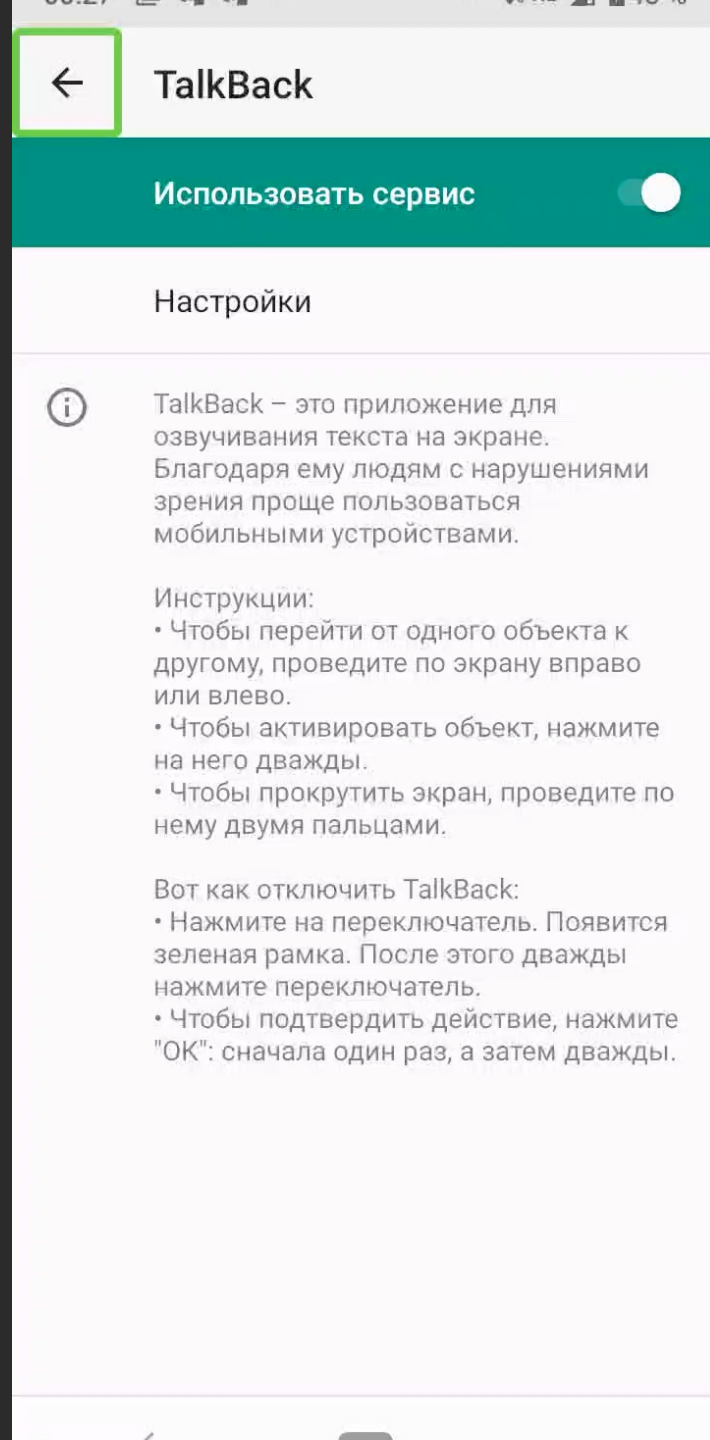 TalkBack
Использовать сервис
Настройки
TalkBack – это приложение для
озвучивания текста на экране.
Благодаря ему людям с нарушениями
зрения проще пользоваться
мобильными устройствами.
Инструкции:
• Чтобы перейти от одного объекта к
другому, проведите по экрану вправо
или влево.
• Чтобы активировать объект, нажмите
на него дважды.
• Чтобы прокрутить экран, проведите по
нему двумя пальцами.
Вот как отключить TalkBack:
• Нажмите на переключатель. Появится
зеленая рамка. После этого дважды
нажмите переключатель.
• Чтобы подтвердить действие, нажмите
"ОК": сначала один раз, а затем дважды.